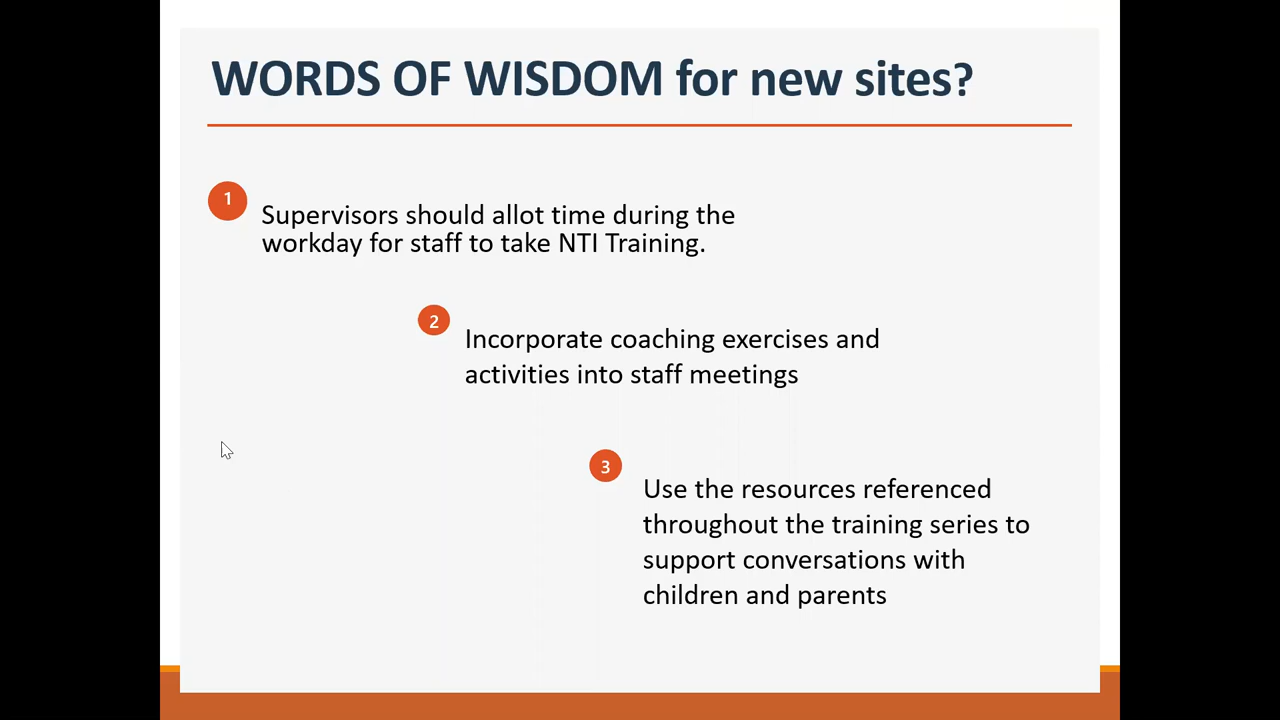 WORDS OF WISDOM for new sites?
1
Supervisors should allot time during the
workday for staff to take NTI Training.
2
Incorporate coaching exercises and
activities into staff meetings
3
Use the resources referenced
throughout the training series to
support conversations with
children and parents